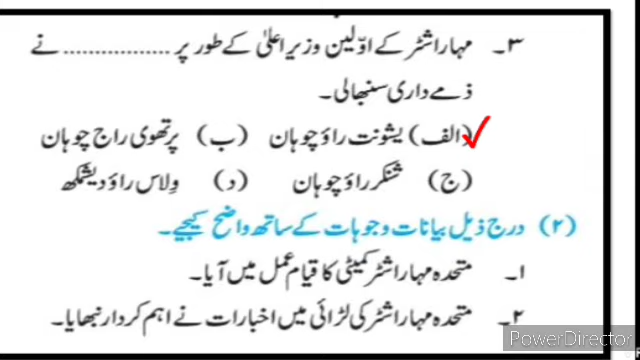 ۳۔ مہاراشٹر کے اوّلین وزیرِ اعلیٰ کے طور پر ................. نے
ذمے داری سنبھالی۔
(الف) یشونت راؤ چوہان (ب) پرتھوی راج چوہان
(ج) شنکر راؤ چوہان (د) وِلاس راؤ دیشمکھ
(۲) درج ذیل بیانات وجوہات کے ساتھ واضح کیجیے۔
۱۔ متحدہ مہاراشٹر کمیٹی کا قیام عمل میں آیا۔
۲۔ متحدہ مہاراشٹر کی لڑائی میں اخبارات نے اہم کردار نبھایا۔
PowerDirector